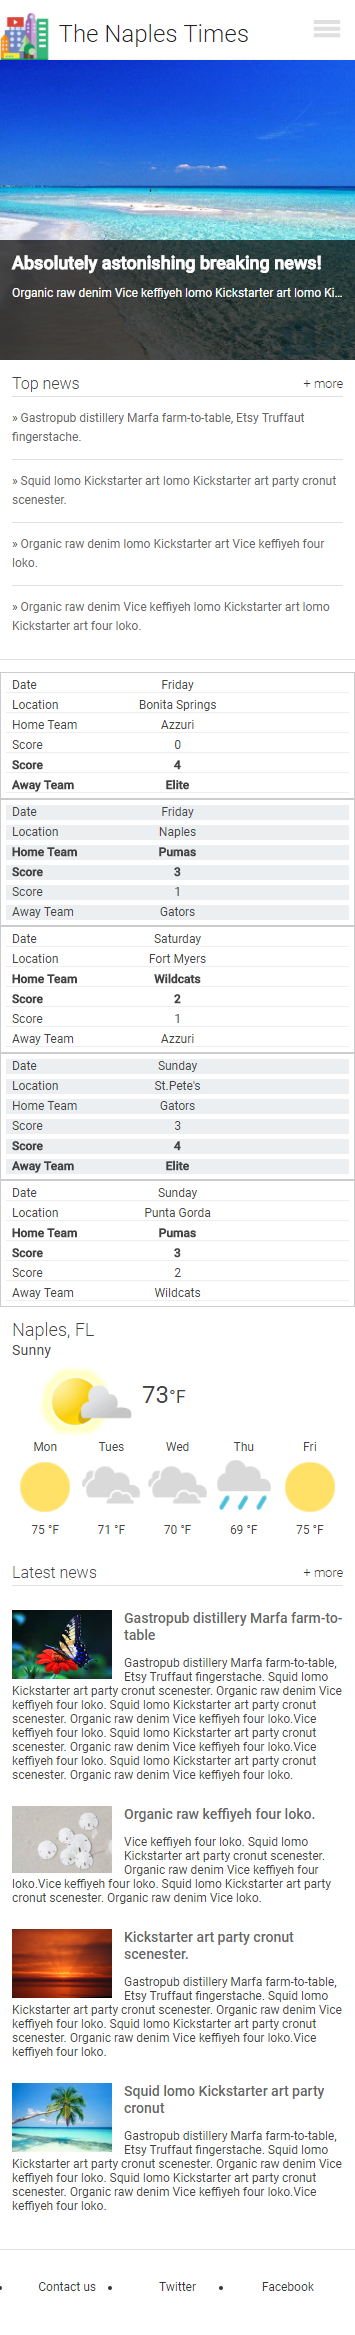 The Naples Times
Absolutely astonishing breaking news!
Organic raw denim Vice keffiyeh lomo Kickstarter art lomo Ki...
Top news + more
» Gastropub distillery Marfa farm-to-table, Etsy Truffaut
fingerstache.
» Squid lomo Kickstarter art lomo Kickstarter art party cronut
scenester.
» Organic raw denim lomo Kickstarter art Vice keffiyeh four
loko.
» Organic raw denim Vice keffiyeh lomo Kickstarter art lomo
Kickstarter art four loko.
Date Friday
Location Bonita Springs
Home Team Azzuri
Score 0
Score 4
Away Team Elite
Date Friday
Location Naples
Home Team Pumas
Score 3
Score 1
Away Team Gators
Date Saturday
Location Fort Myers
Home Team Wildcats
Score 2
Score 1
Away Team Azzuri
Date Sunday
Location St.Pete's
Home Team Gators
Score 3
Score 4
Away Team Elite
Date Sunday
Location Punta Gorda
Home Team Pumas
Score 3
Score 2
Away Team Wildcats
Naples, FL
Sunny
73°F
Mon Tues Wed Thu Fri
75 °F 71 °F 70 °F 69 °F 75 °F
Latest news + more
Gastropub distillery Marfa farm-to-
table
Gastropub distillery Marfa farm-to-table,
Etsy Truffaut fingerstache. Squid lomo
Kickstarter art party cronut scenester. Organic raw denim Vice
keffiyeh four loko. Squid lomo Kickstarter art party cronut
scenester. Organic raw denim Vice keffiyeh four loko.Vice
keffiyeh four loko. Squid lomo Kickstarter art party cronut
scenester. Organic raw denim Vice keffiyeh four loko.Vice
keffiyeh four loko. Squid lomo Kickstarter art party cronut
scenester. Organic raw denim Vice keffiyeh four loko.
Organic raw keffiyeh four loko.
Vice keffiyeh four loko. Squid lomo
Kickstarter art party cronut scenester.
Organic raw denim Vice keffiyeh four
loko.Vice keffiyeh four loko. Squid lomo Kickstarter art party
cronut scenester. Organic raw denim Vice loko.
Kickstarter art party cronut
scenester.
Gastropub distillery Marfa farm-to-table,
Etsy Truffaut fingerstache. Squid lomo
Kickstarter art party cronut scenester. Organic raw denim Vice
keffiyeh four loko. Squid lomo Kickstarter art party cronut
scenester. Organic raw denim Vice keffiyeh four loko.Vice
keffiyeh four loko.
Squid lomo Kickstarter art party
cronut
Gastropub distillery Marfa farm-to-table,
Etsy Truffaut fingerstache. Squid lomo
Kickstarter art party cronut scenester. Organic raw denim Vice
keffiyeh four loko. Squid lomo Kickstarter art party cronut
scenester. Organic raw denim Vice keffiyeh four loko.Vice
keffiyeh four loko.
• Contact us • Twitter • Facebook